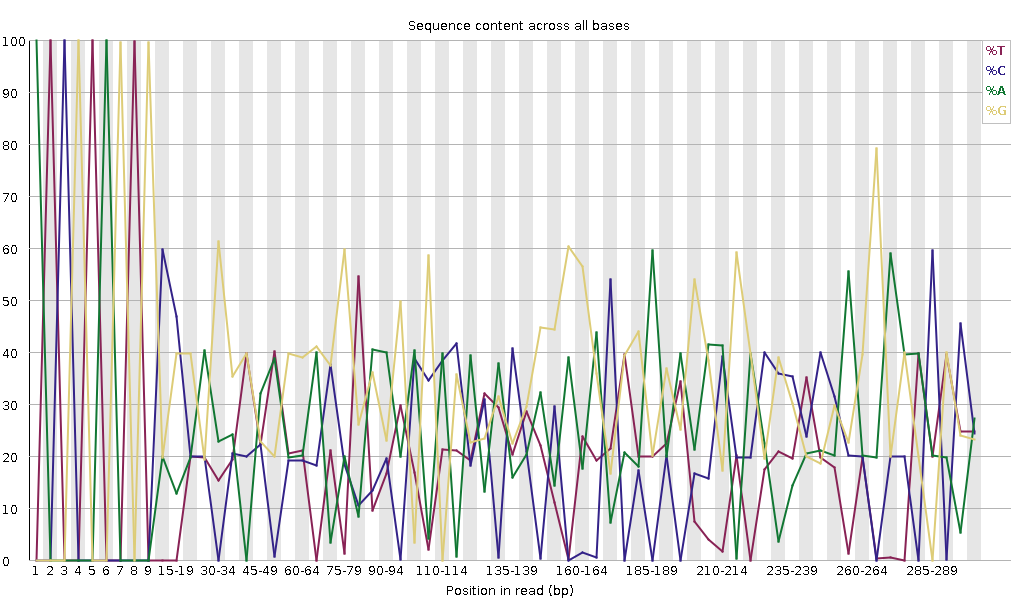 Sequence content across all bases
100
90
80
70
60
50
40
30
20
10
0
%T
%C
%A
%G
1 2 3 4 5 6 7 8 9 15-19 30-34 45-49 60-64 75-79 90-94 110-114 135-139 160-164 185-189 210-214 235-239 260-264 285-289
Position in read (bp)